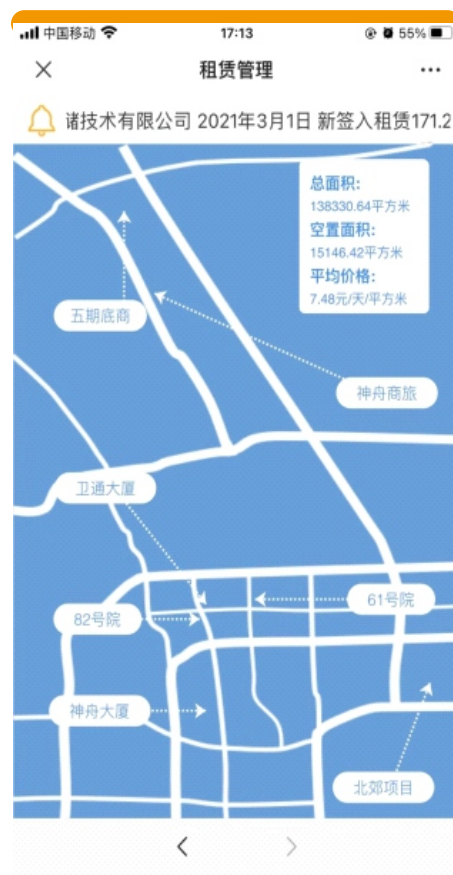 中国移动 17:13 55%
租赁管理
诸技术有限公司 2021年3月1日 新签入租赁171.2
总面积:
138330.64平方米
空置面积:
15146.42平方米
平均价格:
7.48元/天/平方米
五期底商
神舟商旅
卫通大厦
61号院
82号院
神舟大厦
北郊项目